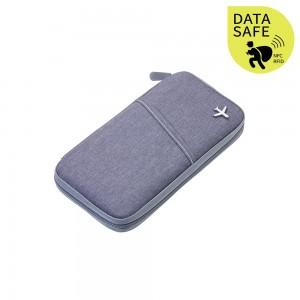 DATA
SAFE
NFC
RFID